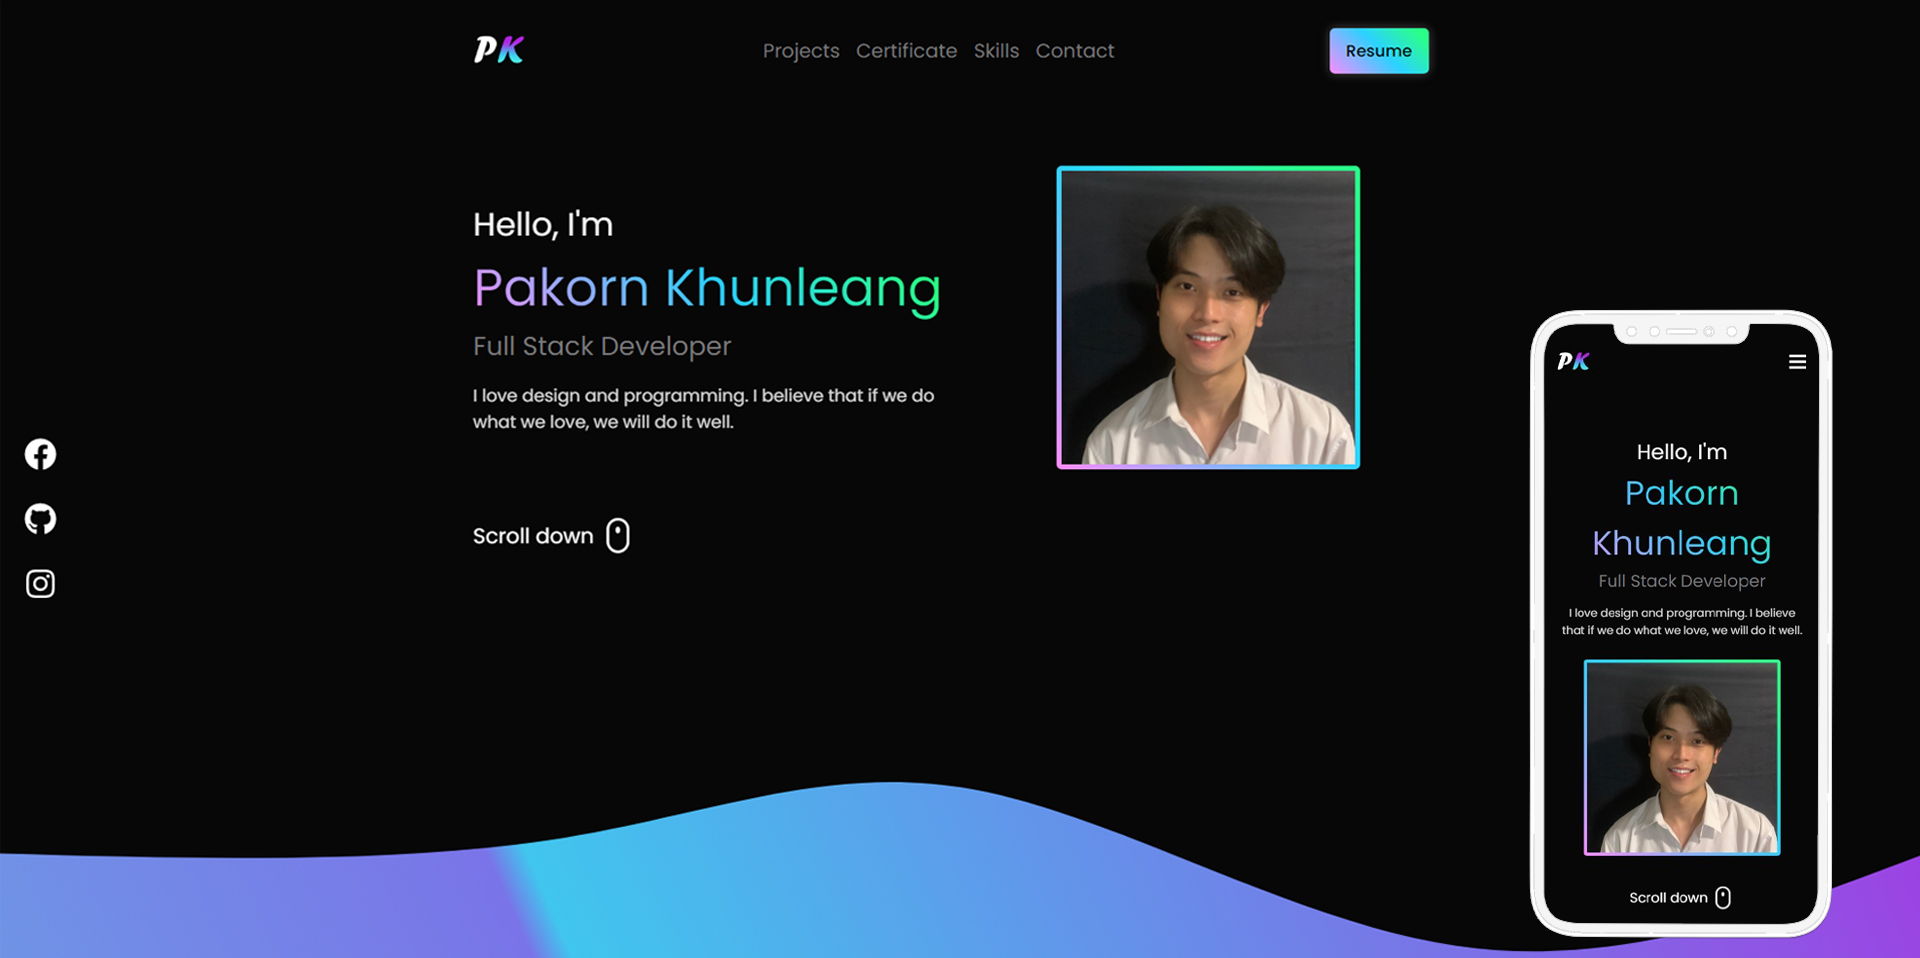 PK
Projects Certificate Skills Contact
Resume
Hello, I'm
Pakorn Khunleang
Full Stack Developer
I love design and programming. I believe that if we do
what we love, we will do it well.
Scroll down
PK
Hello, I'm
Pakorn
Khunleang
Full Stack Developer
I love design and programming. I believe
that if we do what we love, we will do it well.
Scroll down